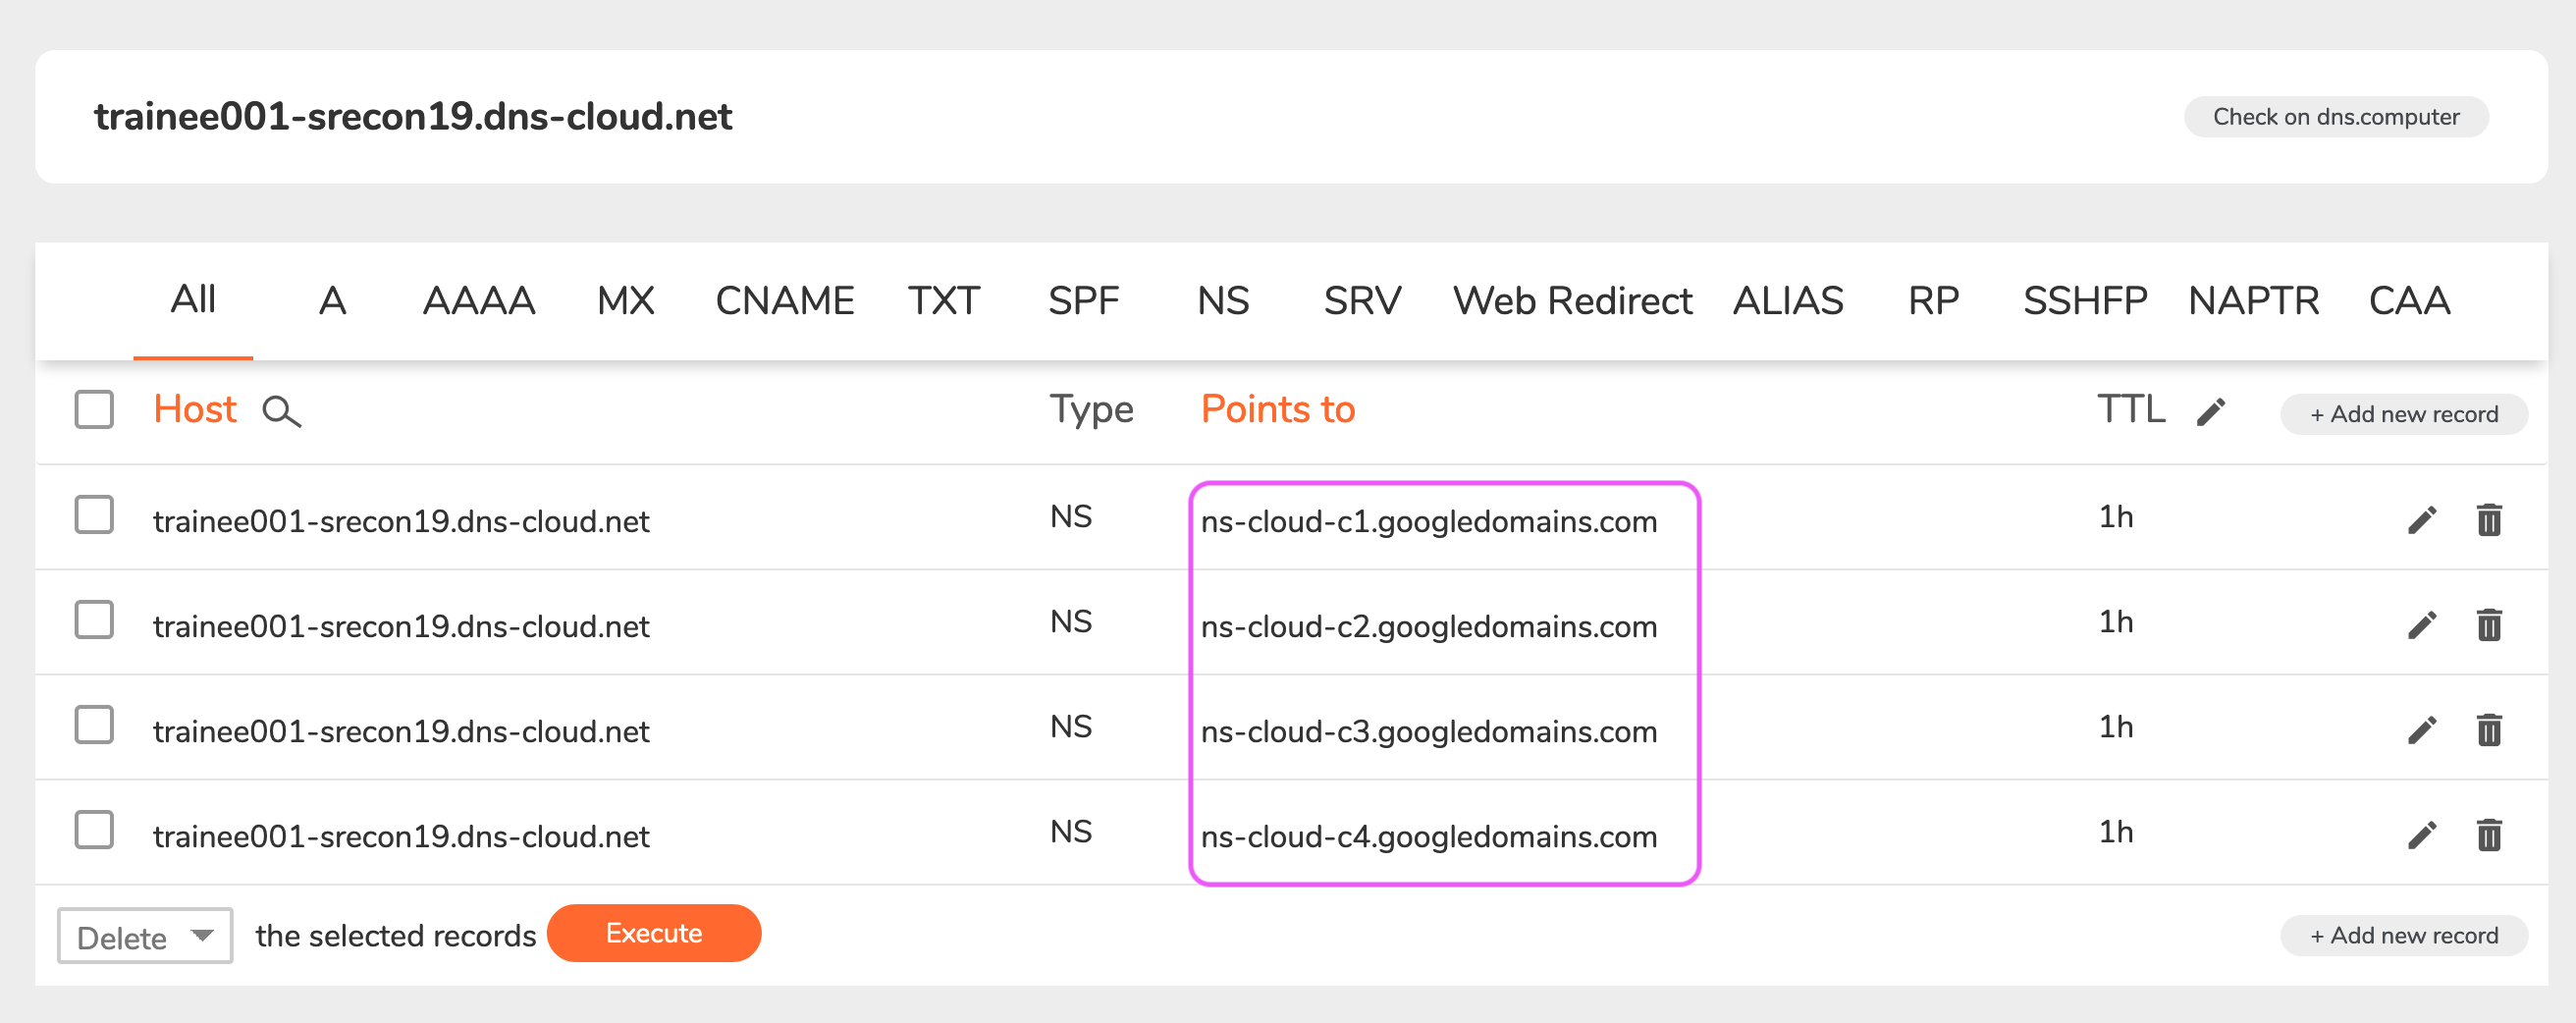 trainee001-srecon19.dns-cloud.net
Check on dns.computer
All A AAAA MX CNAME TXT SPF NS SRV Web Redirect ALIAS RP SSHFP NAPTR CAA
Host Type Points to TTL + Add new record
trainee001-srecon19.dns-cloud.net NS ns-cloud-c1.googledomains.com 1h
trainee001-srecon19.dns-cloud.net NS ns-cloud-c2.googledomains.com 1h
trainee001-srecon19.dns-cloud.net NS ns-cloud-c3.googledomains.com 1h
trainee001-srecon19.dns-cloud.net NS ns-cloud-c4.googledomains.com 1h
Delete the selected records Execute + Add new record